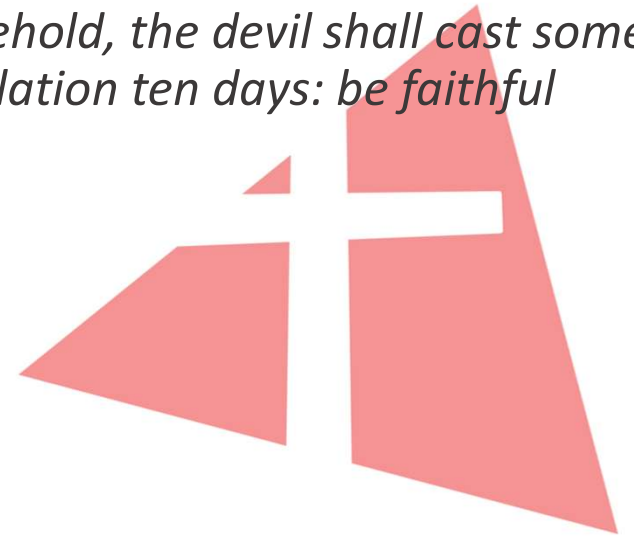 ehold, the devil shall cast some
lation ten days: be faithful